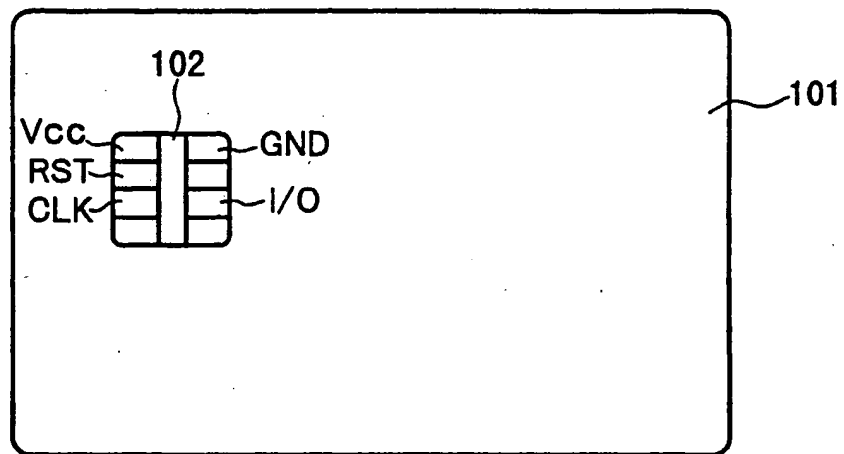 102
101
Vcc
GND
RST
CLK
I/O